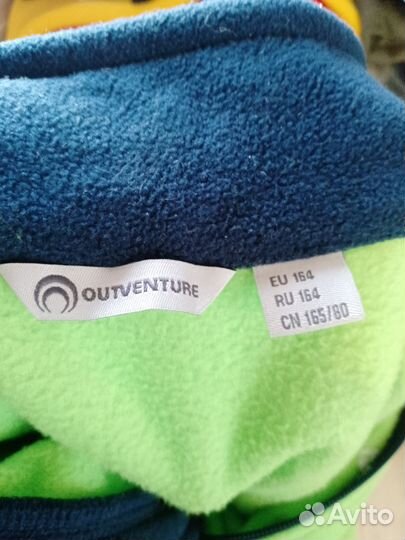 OUTVENTURE
EU 164
RU 164
CN 165/80
Avito